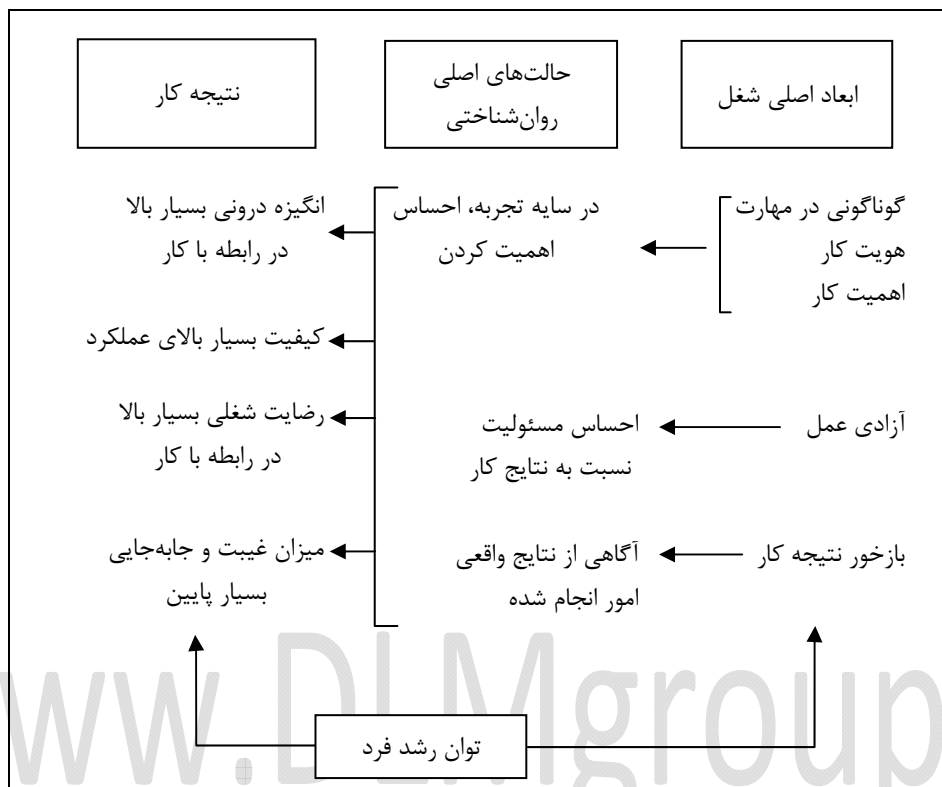 ابعاد اصلی شغل
حالت‌های اصلی
روان‌شناختی
نتیجه کار
گوناگونی در مهارت
هویت کار
اهمیت کار
در سایه تجربه، احساس
اهمیت کردن
انگیزه درونی بسیار بالا
در رابطه با کار
کیفیت بسیار بالای عملکرد
آزادی عمل
احساس مسئولیت
نسبت به نتایج کار
رضایت شغلی بسیار بالا
در رابطه با کار
بازخور نتیجه کار
آگاهی از نتایج واقعی
امور انجام شده
میزان غیبت و جابه‌جایی
بسیار پایین
توان رشد فرد
ww.DLMgroup